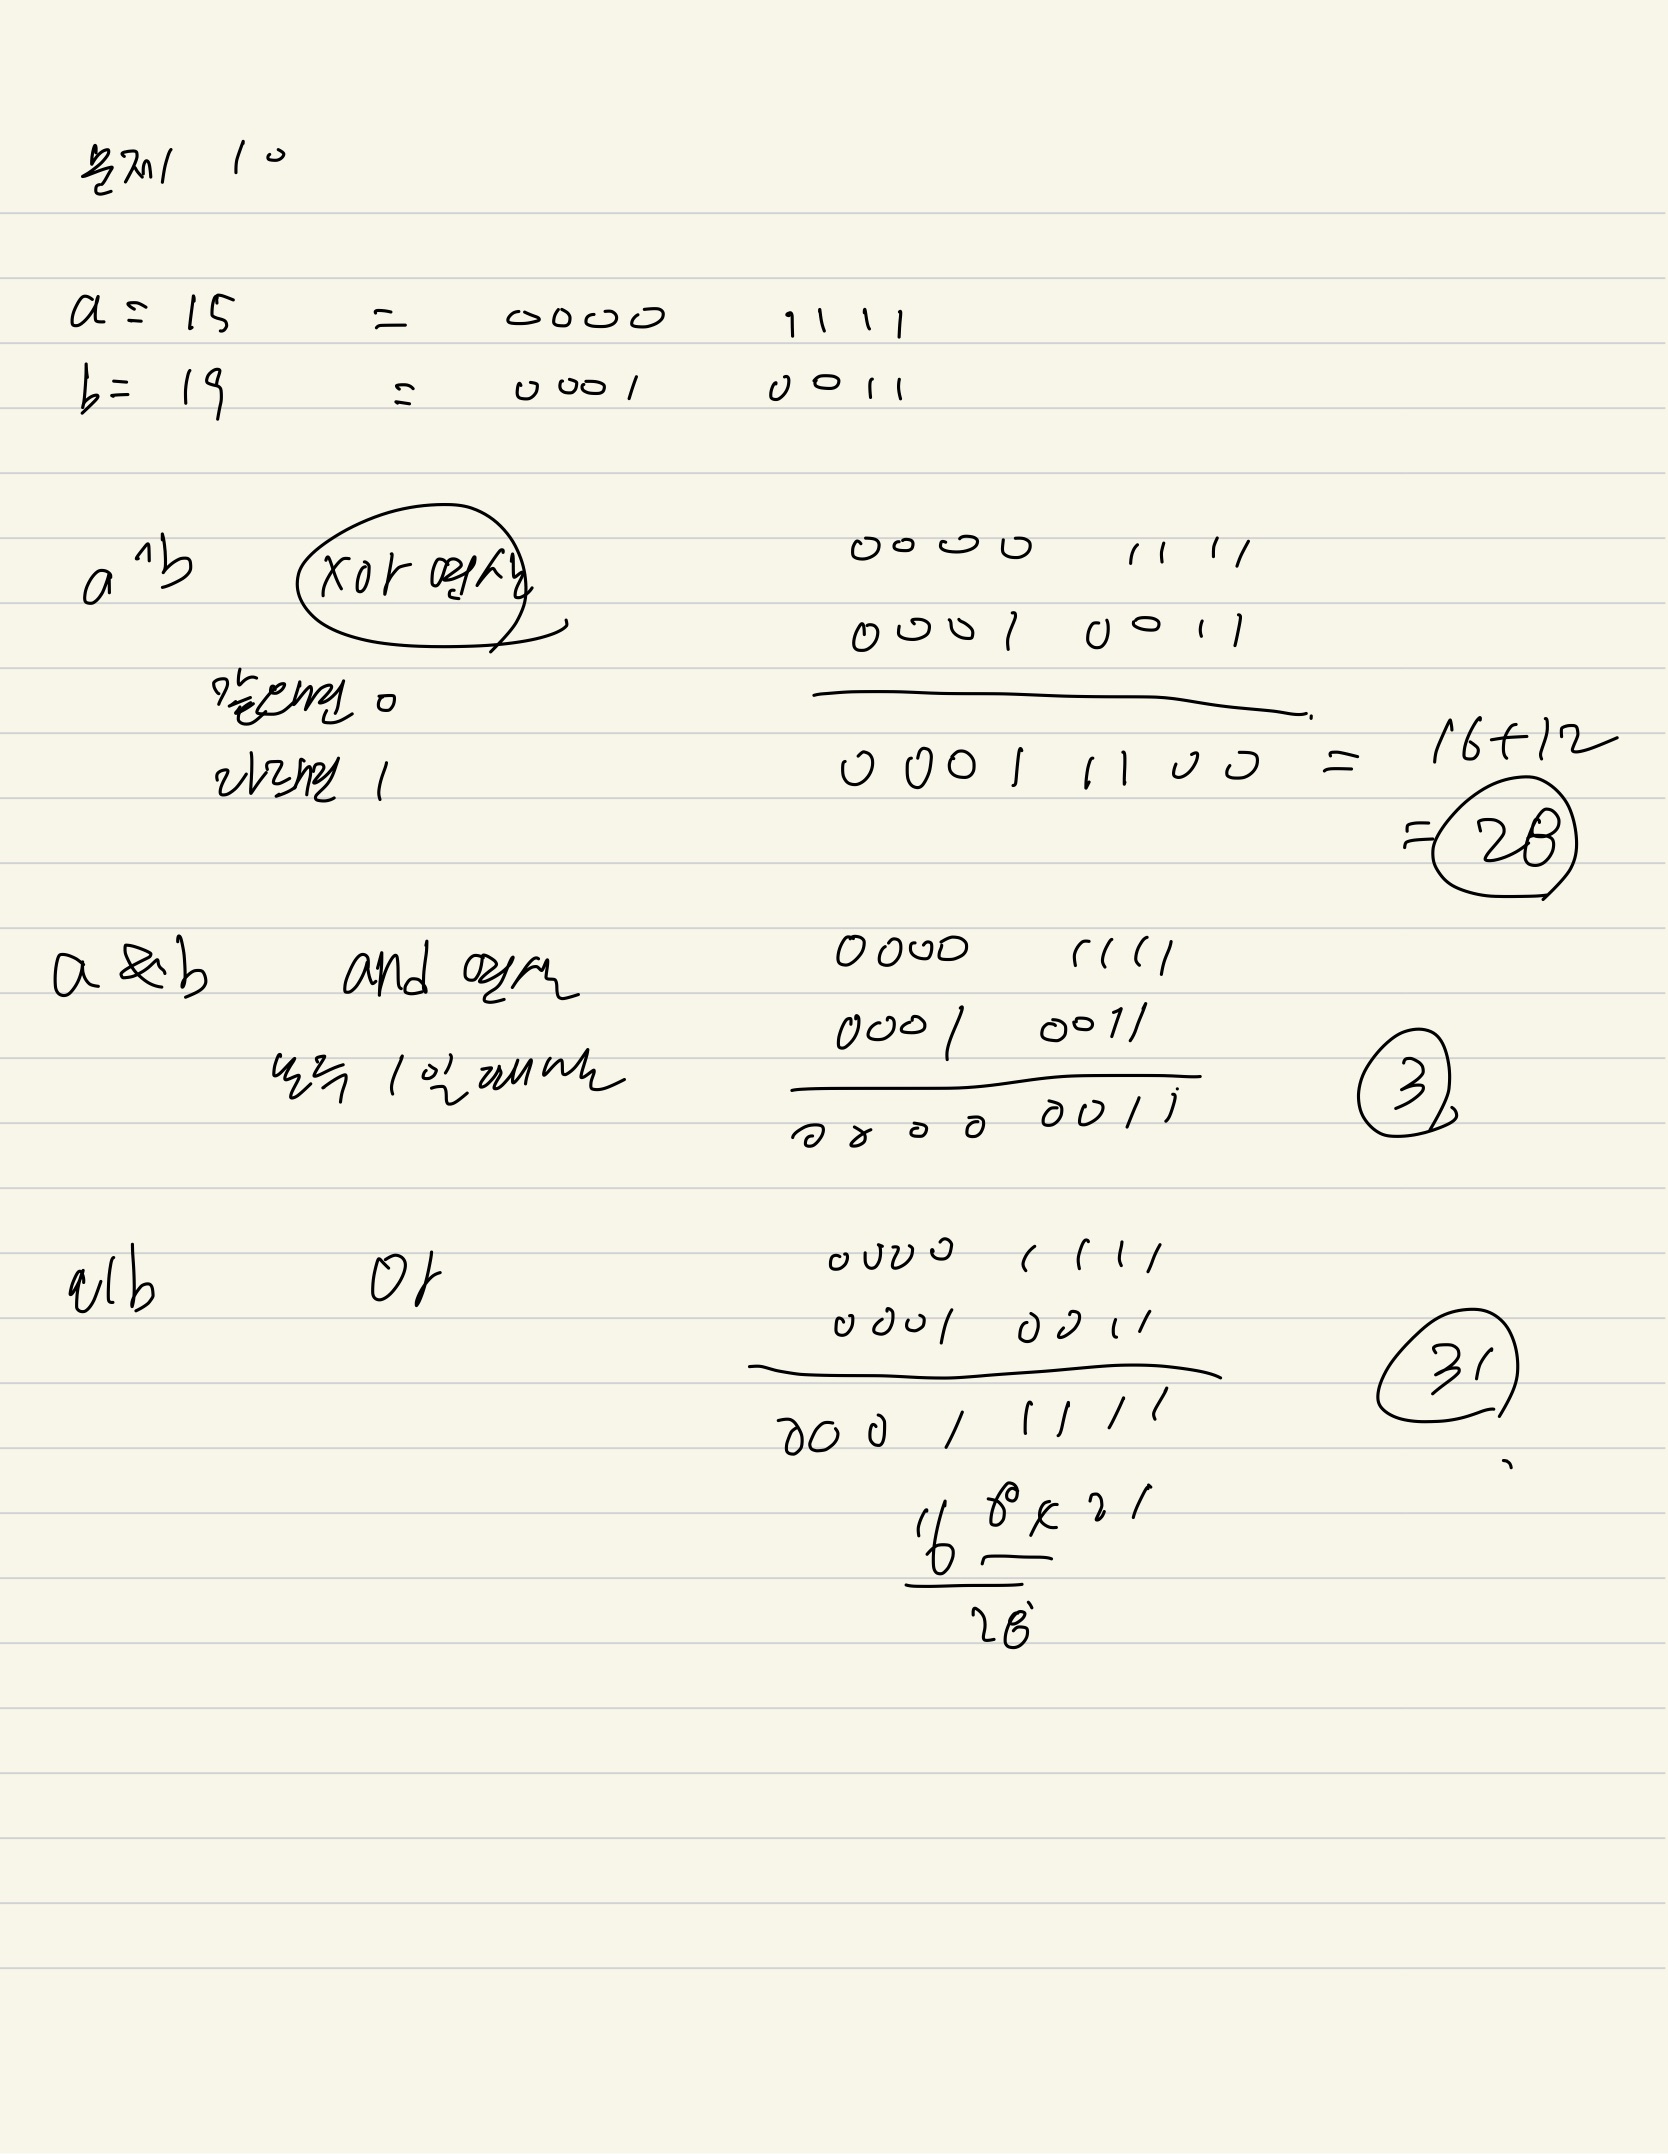 문제 10
a = 15 = 0000 1111
b = 19 = 0001 0011
a^b xor 연산 0000 1111
0001 0011
같으면 0
다르면 1 0001 1100 = 16+12
= 28
a & b and 연산 0000 1111
0001 0011
모두 1일 때만 3
0000 0011
a|b or 0000 1111
0001 0011
31
0001 1111
16 8 4 2 1
28